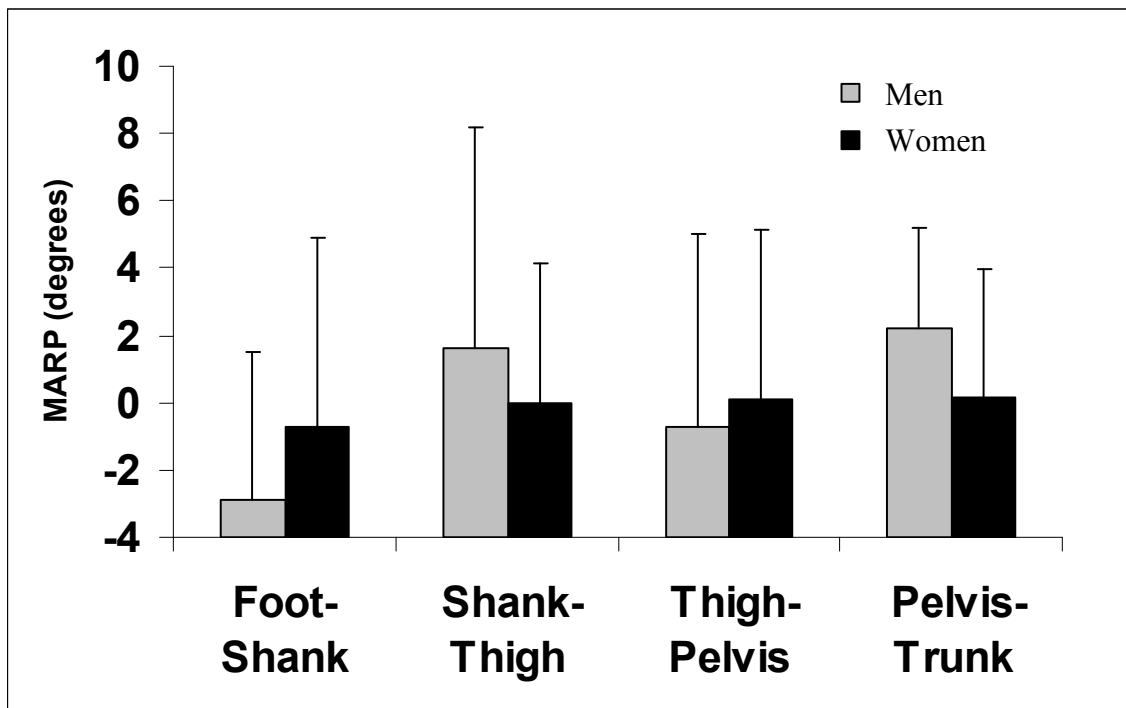 10
8
6
4
2
0
-2
-4
MARP (degrees)
Men
Women
Foot-
Shank
Shank-
Thigh
Thigh-
Pelvis
Pelvis-
Trunk